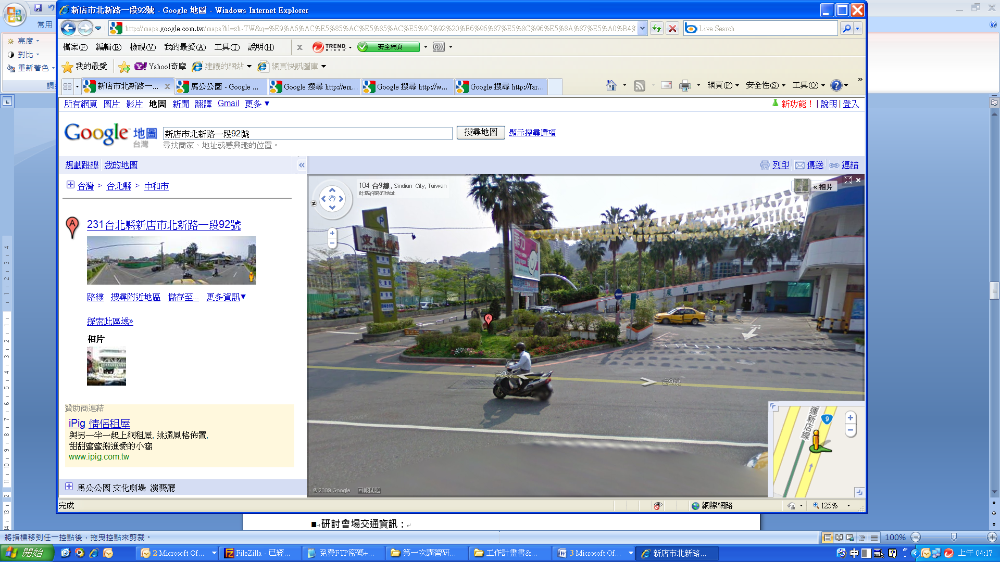 新店市北新路一段92號 - Google 地圖 - Windows Internet Explorer
常用
亮度
對比
重新著色
http://maps.google.com.tw/maps?hl=zh-TW&q=%E9%A6%AC%E5%85%AC%E5%85%AC%E5%9C%92%20%E6%96%87%E5%8C%96%E5%8A%87%E5%A0%B4%
Live Search
檔案(F) 編輯(E) 檢視(V) 我的最愛(A) 工具(T) 說明(H)
TREND MICRO
安全網頁
我的最愛
Yahoo!奇摩
建議的網站
網頁快訊圖庫
新店市北新路一...
馬公公園 - Google ...
Google 搜尋 http://em...
Google 搜尋 http://w...
Google 搜尋 http://far...
網頁(P) 安全性(S) 工具(O)
所有網頁 圖片 影片 地圖 新聞 翻譯 Gmail 更多 ▼
新功能! | 說明 | 登入
Google 地圖 台灣
新店市北新路一段92號
搜尋地圖
顯示搜尋選項
尋找商家、地址或感興趣的位置。
規劃路線 我的地圖
«
列印 傳送 連結
台灣 > 台北縣 > 中和市
A
231台北縣新店市北新路一段92號
路線 搜尋附近地區 儲存至... 更多資訊▼
探索此區域»
相片
贊助商連結
iPig 情侶租屋
與另一半一起上網租屋, 挑選風格佈置,
甜甜蜜蜜搬進愛的小窩
www.ipig.com.tw
馬公公園 文化劇場 演藝廳
104 台9線, Sindian City, Taiwan
此為約略的地址
« 相片
N
P
菲力
A
台9線
台9線
運新店線
9
© 2009 Google 回報問題
完成
網際網路
125%
■→研討會場交通資訊：
將指標移到任一控點後，拖曳控點來剪裁。
100%
開始
2 Microsoft Of...
FileZilla - 已經...
免費FTP密碼+...
第一次講習研...
工作計畫書&...
3 Microsoft Of...
新店市北新路...
中
上午 04:17